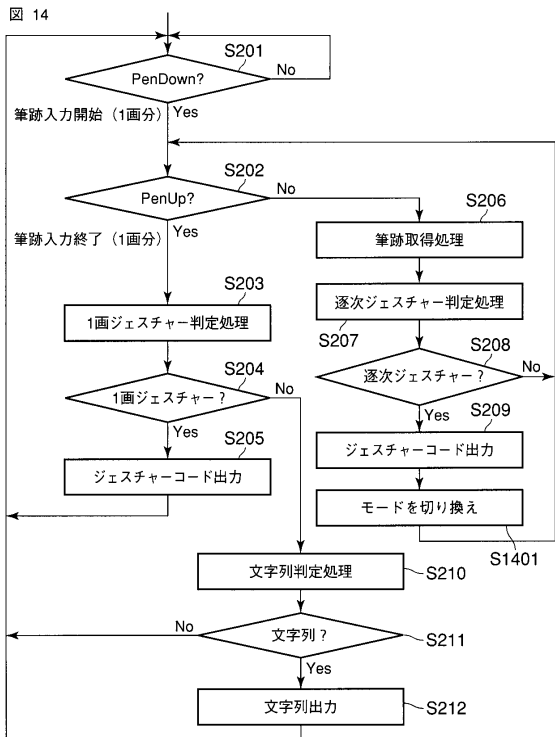 図 14
S201
PenDown?
No
Yes
筆跡入力開始（1画分）
S202
PenUp?
No
Yes
筆跡入力終了（1画分）
S206
筆跡取得処理
S203
1画ジェスチャー判定処理
逐次ジェスチャー判定処理
S207
S204
1画ジェスチャー？
No
Yes
S208
逐次ジェスチャー？
No
Yes
S205
ジェスチャーコード出力
S209
ジェスチャーコード出力
モードを切り換え
S1401
文字列判定処理
S210
No
文字列？
S211
Yes
文字列出力
S212